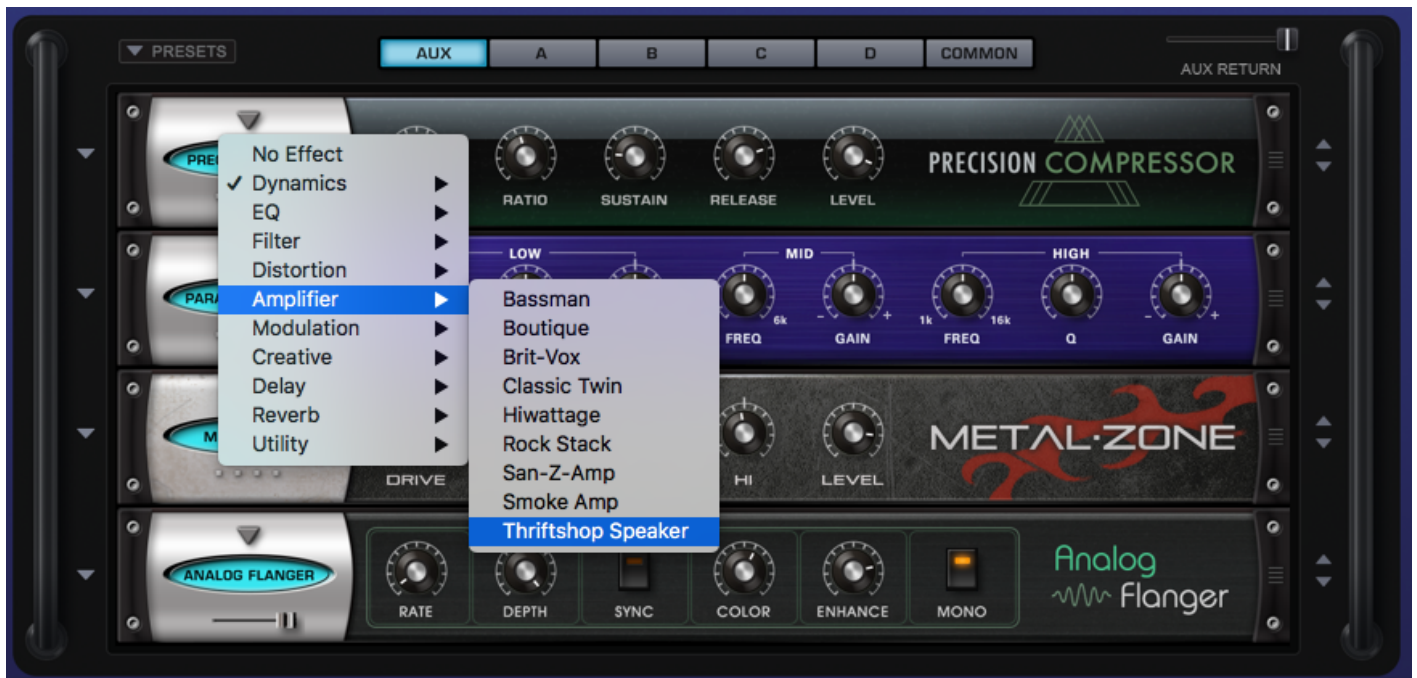 PRESETS
AUX
A
B
C
D
COMMON
AUX RETURN
No Effect
✓ Dynamics
EQ
Filter
Distortion
Amplifier
Modulation
Creative
Delay
Reverb
Utility
Bassman
Boutique
Brit-Vox
Classic Twin
Hiwattage
Rock Stack
San-Z-Amp
Smoke Amp
Thriftshop Speaker
RATIO
SUSTAIN
RELEASE
LEVEL
PRECISION COMPRESSOR
LOW
MID
HIGH
6k
- +
1k
16k
- +
FREQ
GAIN
FREQ
Q
GAIN
DRIVE
HI
LEVEL
METAL·ZONE
ANALOG FLANGER
RATE
DEPTH
SYNC
COLOR
ENHANCE
MONO
Analog
Flanger